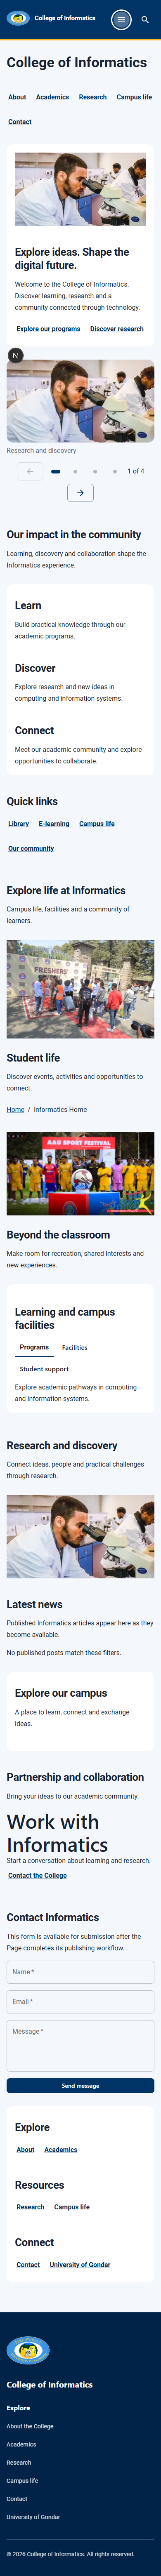 College of Informatics
College of Informatics
About Academics Research Campus life
Contact
Explore ideas. Shape the
digital future.
Welcome to the College of Informatics.
Discover learning, research and a
community connected through technology.
Explore our programs Discover research
N
Research and discovery
1 of 4
Our impact in the community
Learning, discovery and collaboration shape the
Informatics experience.
Learn
Build practical knowledge through our
academic programs.
Discover
Explore research and new ideas in
computing and information systems.
Connect
Meet our academic community and explore
opportunities to collaborate.
Quick links
Library E-learning Campus life
Our community
Explore life at Informatics
Campus life, facilities and a community of
learners.
FRESHERS'
Student life
Discover events, activities and opportunities to
connect.
Home / Informatics Home
AAU SPORT FESTIVAL
Beyond the classroom
Make room for recreation, shared interests and
new experiences.
Learning and campus
facilities
Programs Facilities
Student support
Explore academic pathways in computing
and information systems.
Research and discovery
Connect ideas, people and practical challenges
through research.
Latest news
Published Informatics articles appear here as they
become available.
No published posts match these filters.
Explore our campus
A place to learn, connect and exchange
ideas.
Partnership and collaboration
Bring your ideas to our academic community.
Work with
Informatics
Start a conversation about learning and research.
Contact the College
Contact Informatics
This form is available for submission after the
Page completes its publishing workflow.
Name *
Email *
Message *
Send message
Explore
About Academics
Resources
Research Campus life
Connect
Contact University of Gondar
College of Informatics
Explore
About the College
Academics
Research
Campus life
Contact
University of Gondar
© 2026 College of Informatics. All rights reserved.